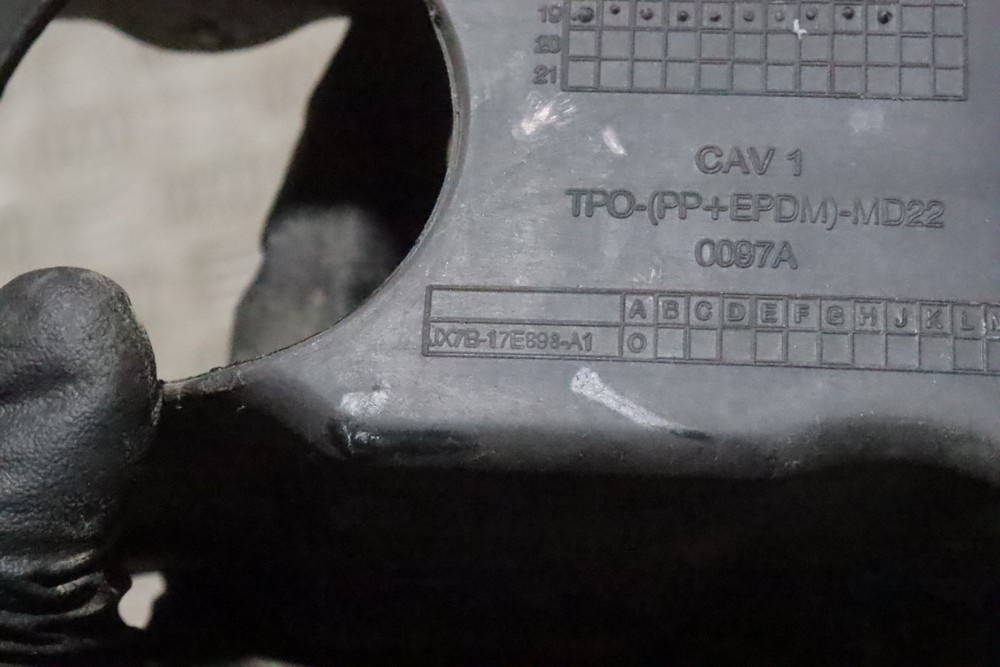 19
20
21
CAV 1
TPO-(PP+EPDM)-MD22
0097A
A B C D E F G H J K L
JX7B-17E898-A1 O